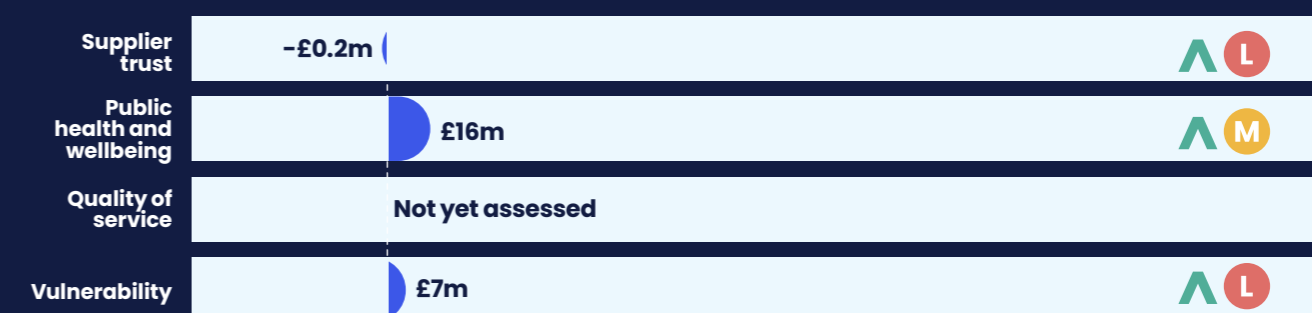 Supplier
trust
-£0.2m
L
Public
health and
wellbeing
£16m
M
Quality of
service
Not yet assessed
Vulnerability
£7m
L